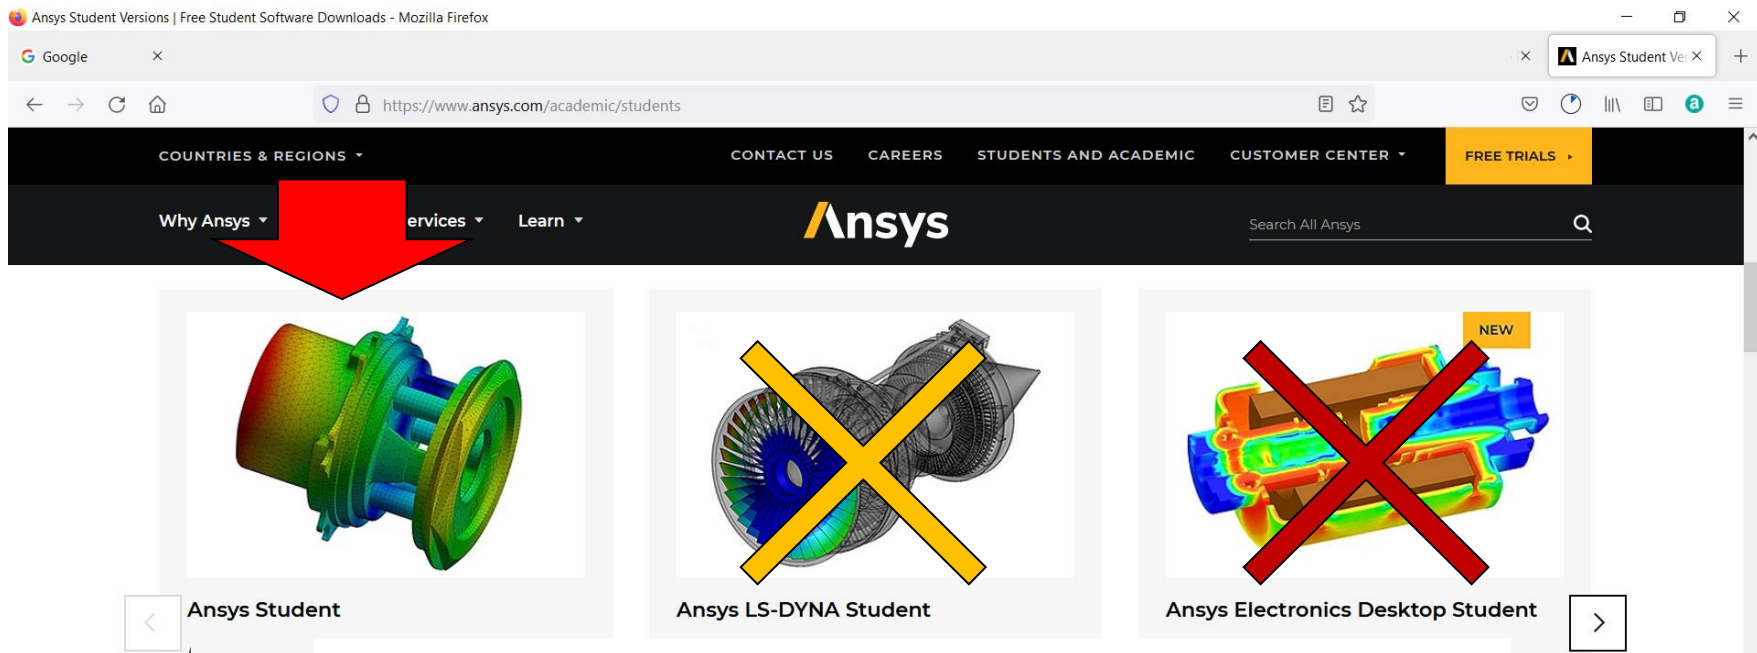 Ansys Student Versions | Free Student Software Downloads - Mozilla Firefox
Google
Ansys Student
https://www.ansys.com/academic/students
COUNTRIES & REGIONS
CONTACT US CAREERS STUDENTS AND ACADEMIC CUSTOMER CENTER FREE TRIALS
Why Ansys ervices Learn Ansys Search All Ansys
NEW
Ansys Student Ansys LS-DYNA Student Ansys Electronics Desktop Student